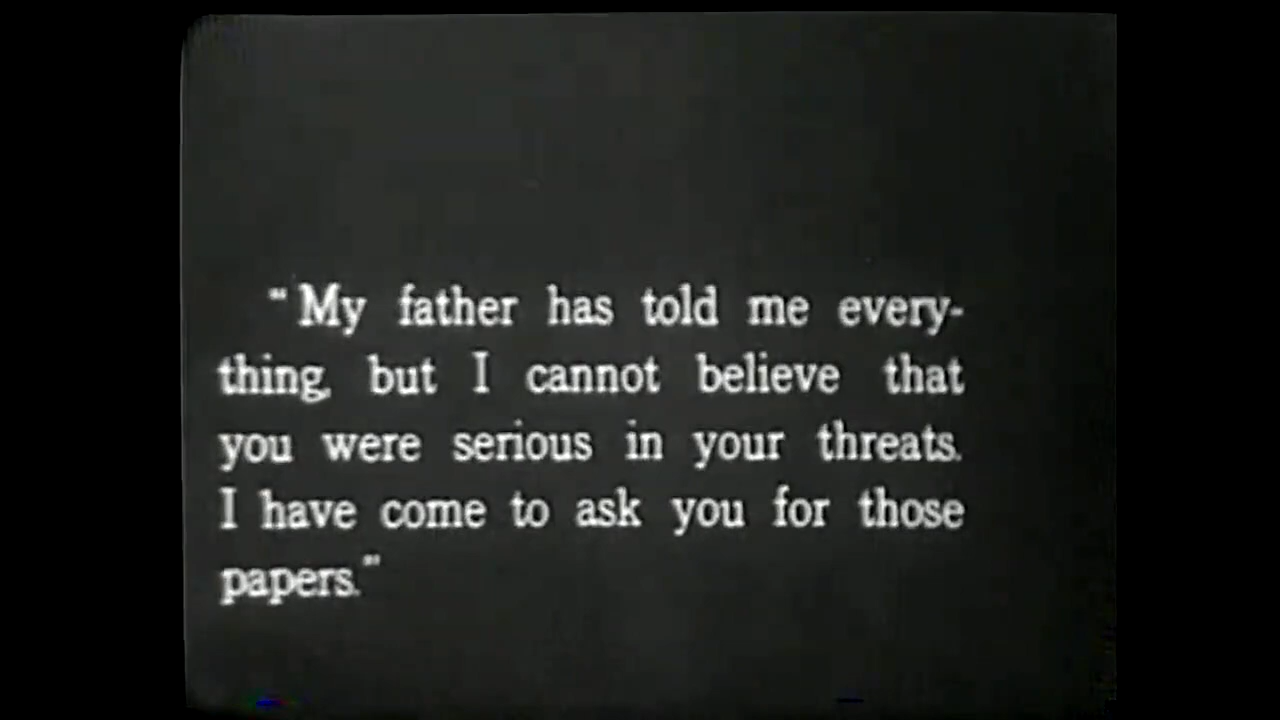 “My father has told me every-
thing, but I cannot believe that
you were serious in your threats.
I have come to ask you for those
papers.”